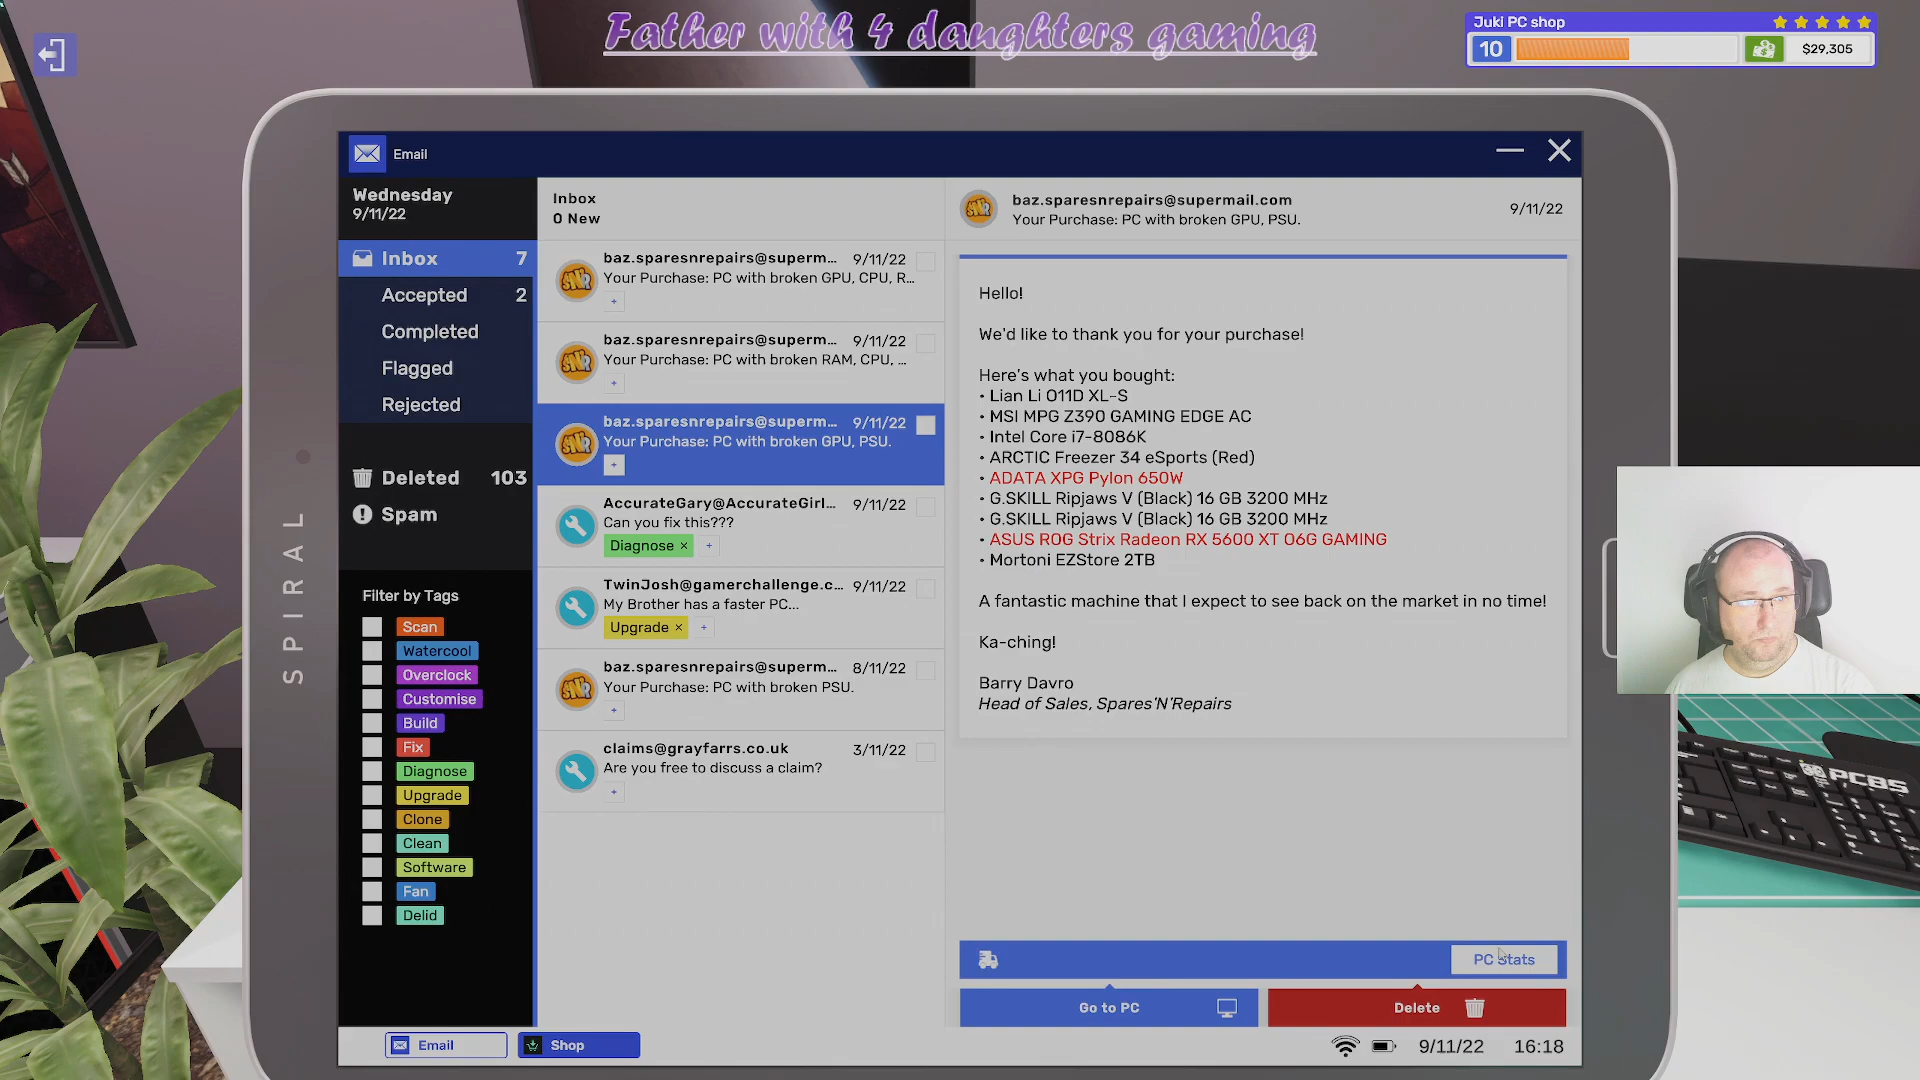 Father with 4 daughters gaming
Juki PC shop
10
$29,305
Email
Wednesday
9/11/22
Inbox 7
Accepted 2
Completed
Flagged
Rejected
Deleted 103
Spam
Filter by Tags
Scan
Watercool
Overclock
Customise
Build
Fix
Diagnose
Upgrade
Clone
Clean
Software
Fan
Delid
Inbox
0 New
baz.sparesnrepairs@superm... 9/11/22
Your Purchase: PC with broken GPU, CPU, R...
+
baz.sparesnrepairs@superm... 9/11/22
Your Purchase: PC with broken RAM, CPU, ...
+
baz.sparesnrepairs@superm... 9/11/22
Your Purchase: PC with broken GPU, PSU.
+
AccurateGary@AccurateGirl... 9/11/22
Can you fix this???
Diagnose × +
TwinJosh@gamerchallenge.c... 9/11/22
My Brother has a faster PC...
Upgrade × +
baz.sparesnrepairs@superm... 8/11/22
Your Purchase: PC with broken PSU.
+
claims@grayfarrs.co.uk 3/11/22
Are you free to discuss a claim?
+
SNR
baz.sparesnrepairs@supermail.com 9/11/22
Your Purchase: PC with broken GPU, PSU.
Hello!
We'd like to thank you for your purchase!
Here's what you bought:
• Lian Li O11D XL-S
• MSI MPG Z390 GAMING EDGE AC
• Intel Core i7-8086K
• ARCTIC Freezer 34 eSports (Red)
• ADATA XPG Pylon 650W
• G.SKILL Ripjaws V (Black) 16 GB 3200 MHz
• G.SKILL Ripjaws V (Black) 16 GB 3200 MHz
• ASUS ROG Strix Radeon RX 5600 XT O6G GAMING
• Mortoni EZStore 2TB
A fantastic machine that I expect to see back on the market in no time!
Ka-ching!
Barry Davro
Head of Sales, Spares'N'Repairs
PC Stats
Go to PC
Delete
Email
Shop
9/11/22 16:18
SPIRAL
PCBS